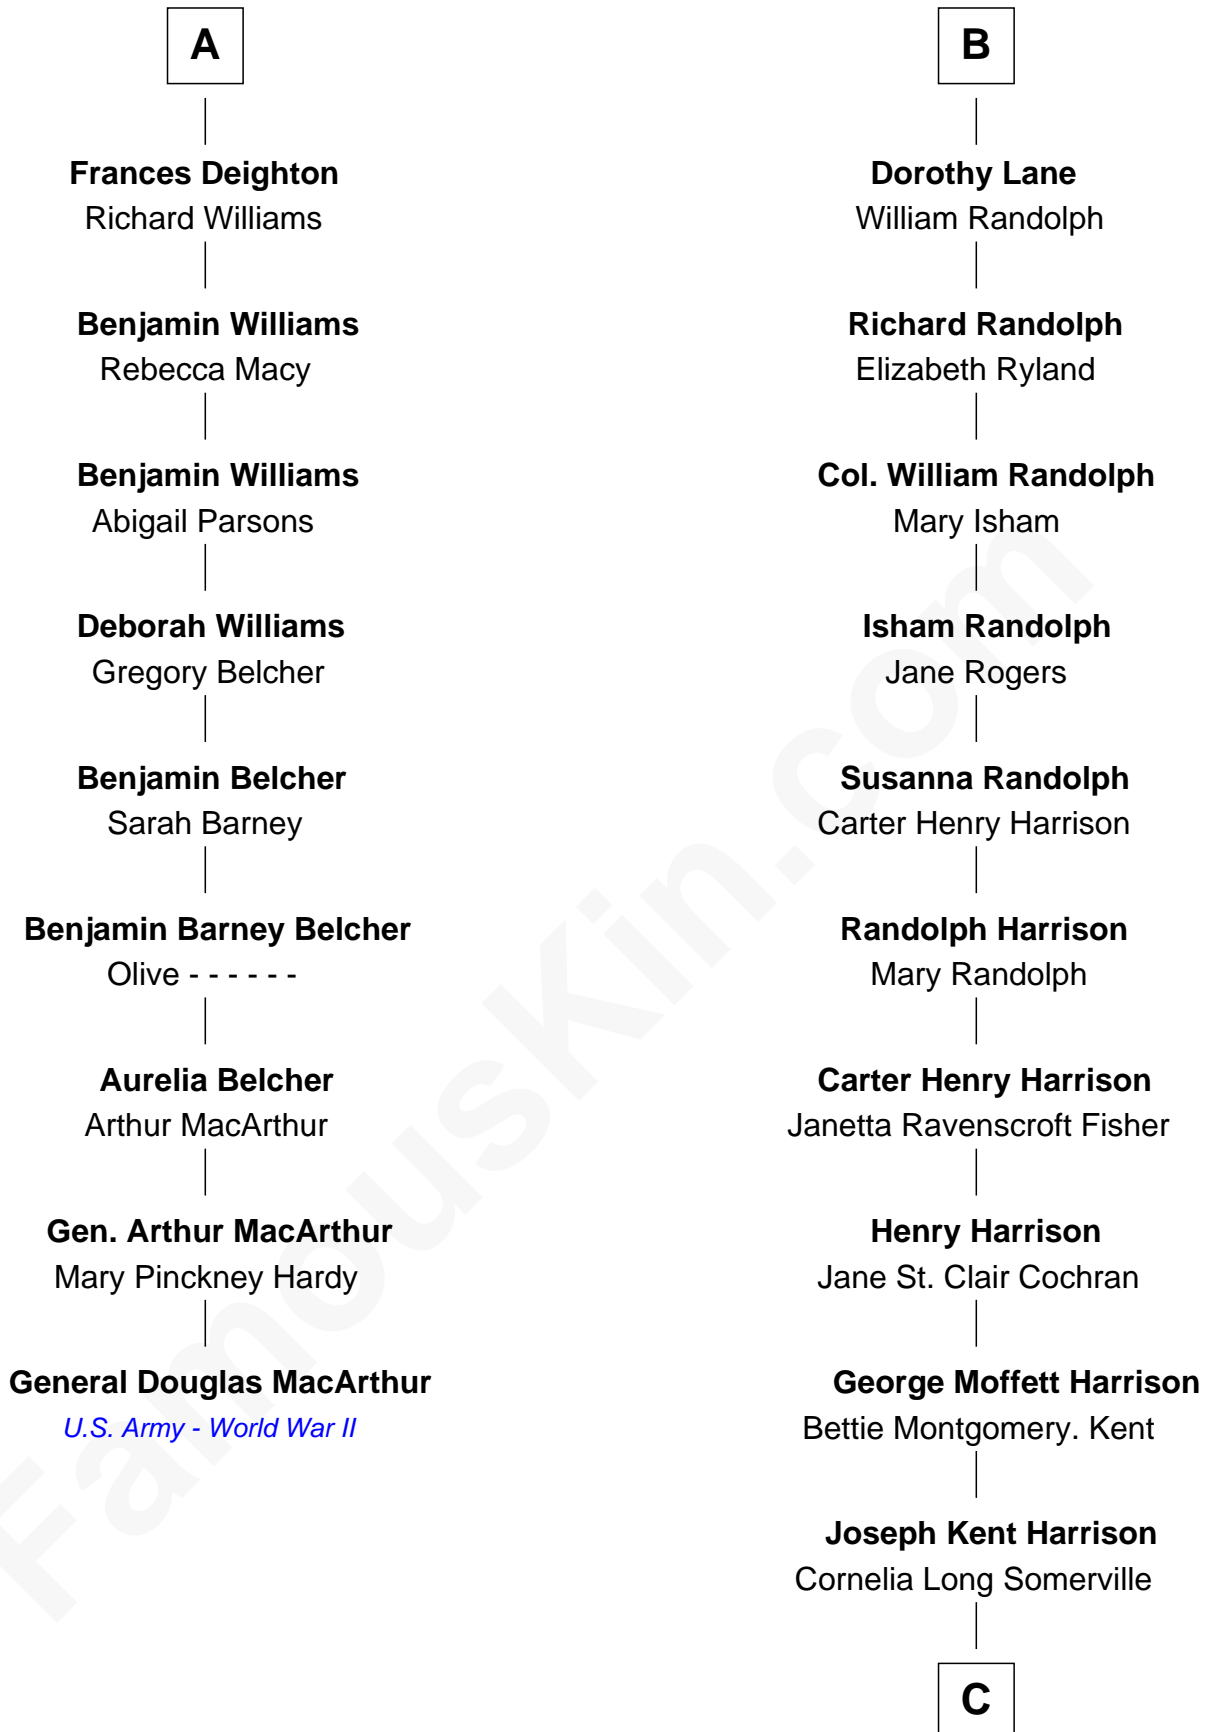 A
Frances Deighton
Richard Williams
Benjamin Williams
Rebecca Macy
Benjamin Williams
Abigail Parsons
Deborah Williams
Gregory Belcher
Benjamin Belcher
Sarah Barney
Benjamin Barney Belcher
Olive - - - - - -
Aurelia Belcher
Arthur MacArthur
Gen. Arthur MacArthur
Mary Pinckney Hardy
General Douglas MacArthur
U.S. Army - World War II
B
Dorothy Lane
William Randolph
Richard Randolph
Elizabeth Ryland
Col. William Randolph
Mary Isham
Isham Randolph
Jane Rogers
Susanna Randolph
Carter Henry Harrison
Randolph Harrison
Mary Randolph
Carter Henry Harrison
Janetta Ravenscroft Fisher
Henry Harrison
Jane St. Clair Cochran
George Moffett Harrison
Bettie Montgomery. Kent
Joseph Kent Harrison
Cornelia Long Somerville
C
FamousKin.com